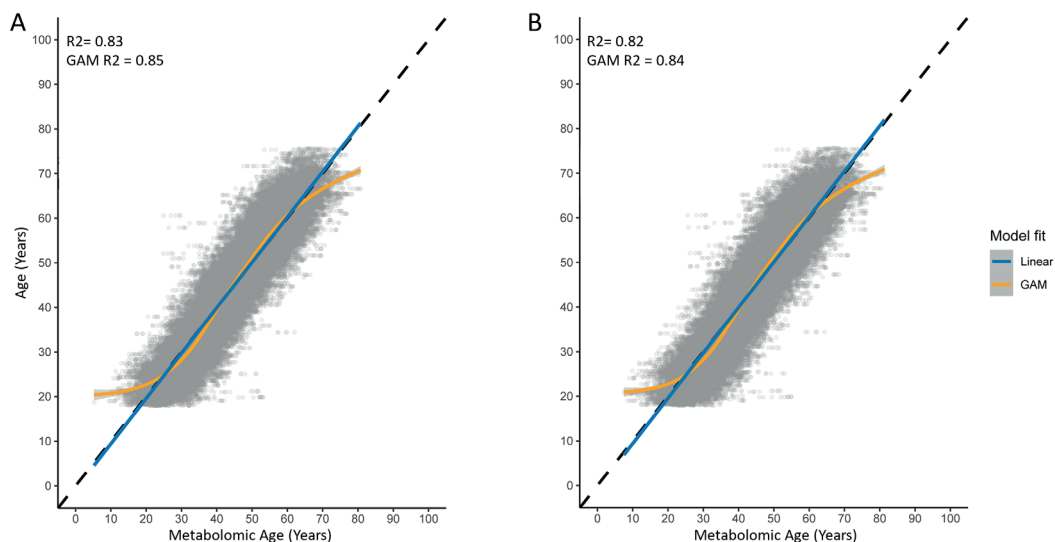 A
R2= 0.83
GAM R2 = 0.85
100
90
80
70
60
50
40
30
20
10
0
Age (Years)
0 10 20 30 40 50 60 70 80 90 100
Metabolomic Age (Years)
B
R2= 0.82
GAM R2 = 0.84
100
90
80
70
60
50
40
30
20
10
0
0 10 20 30 40 50 60 70 80 90 100
Metabolomic Age (Years)
Model fit
Linear
GAM